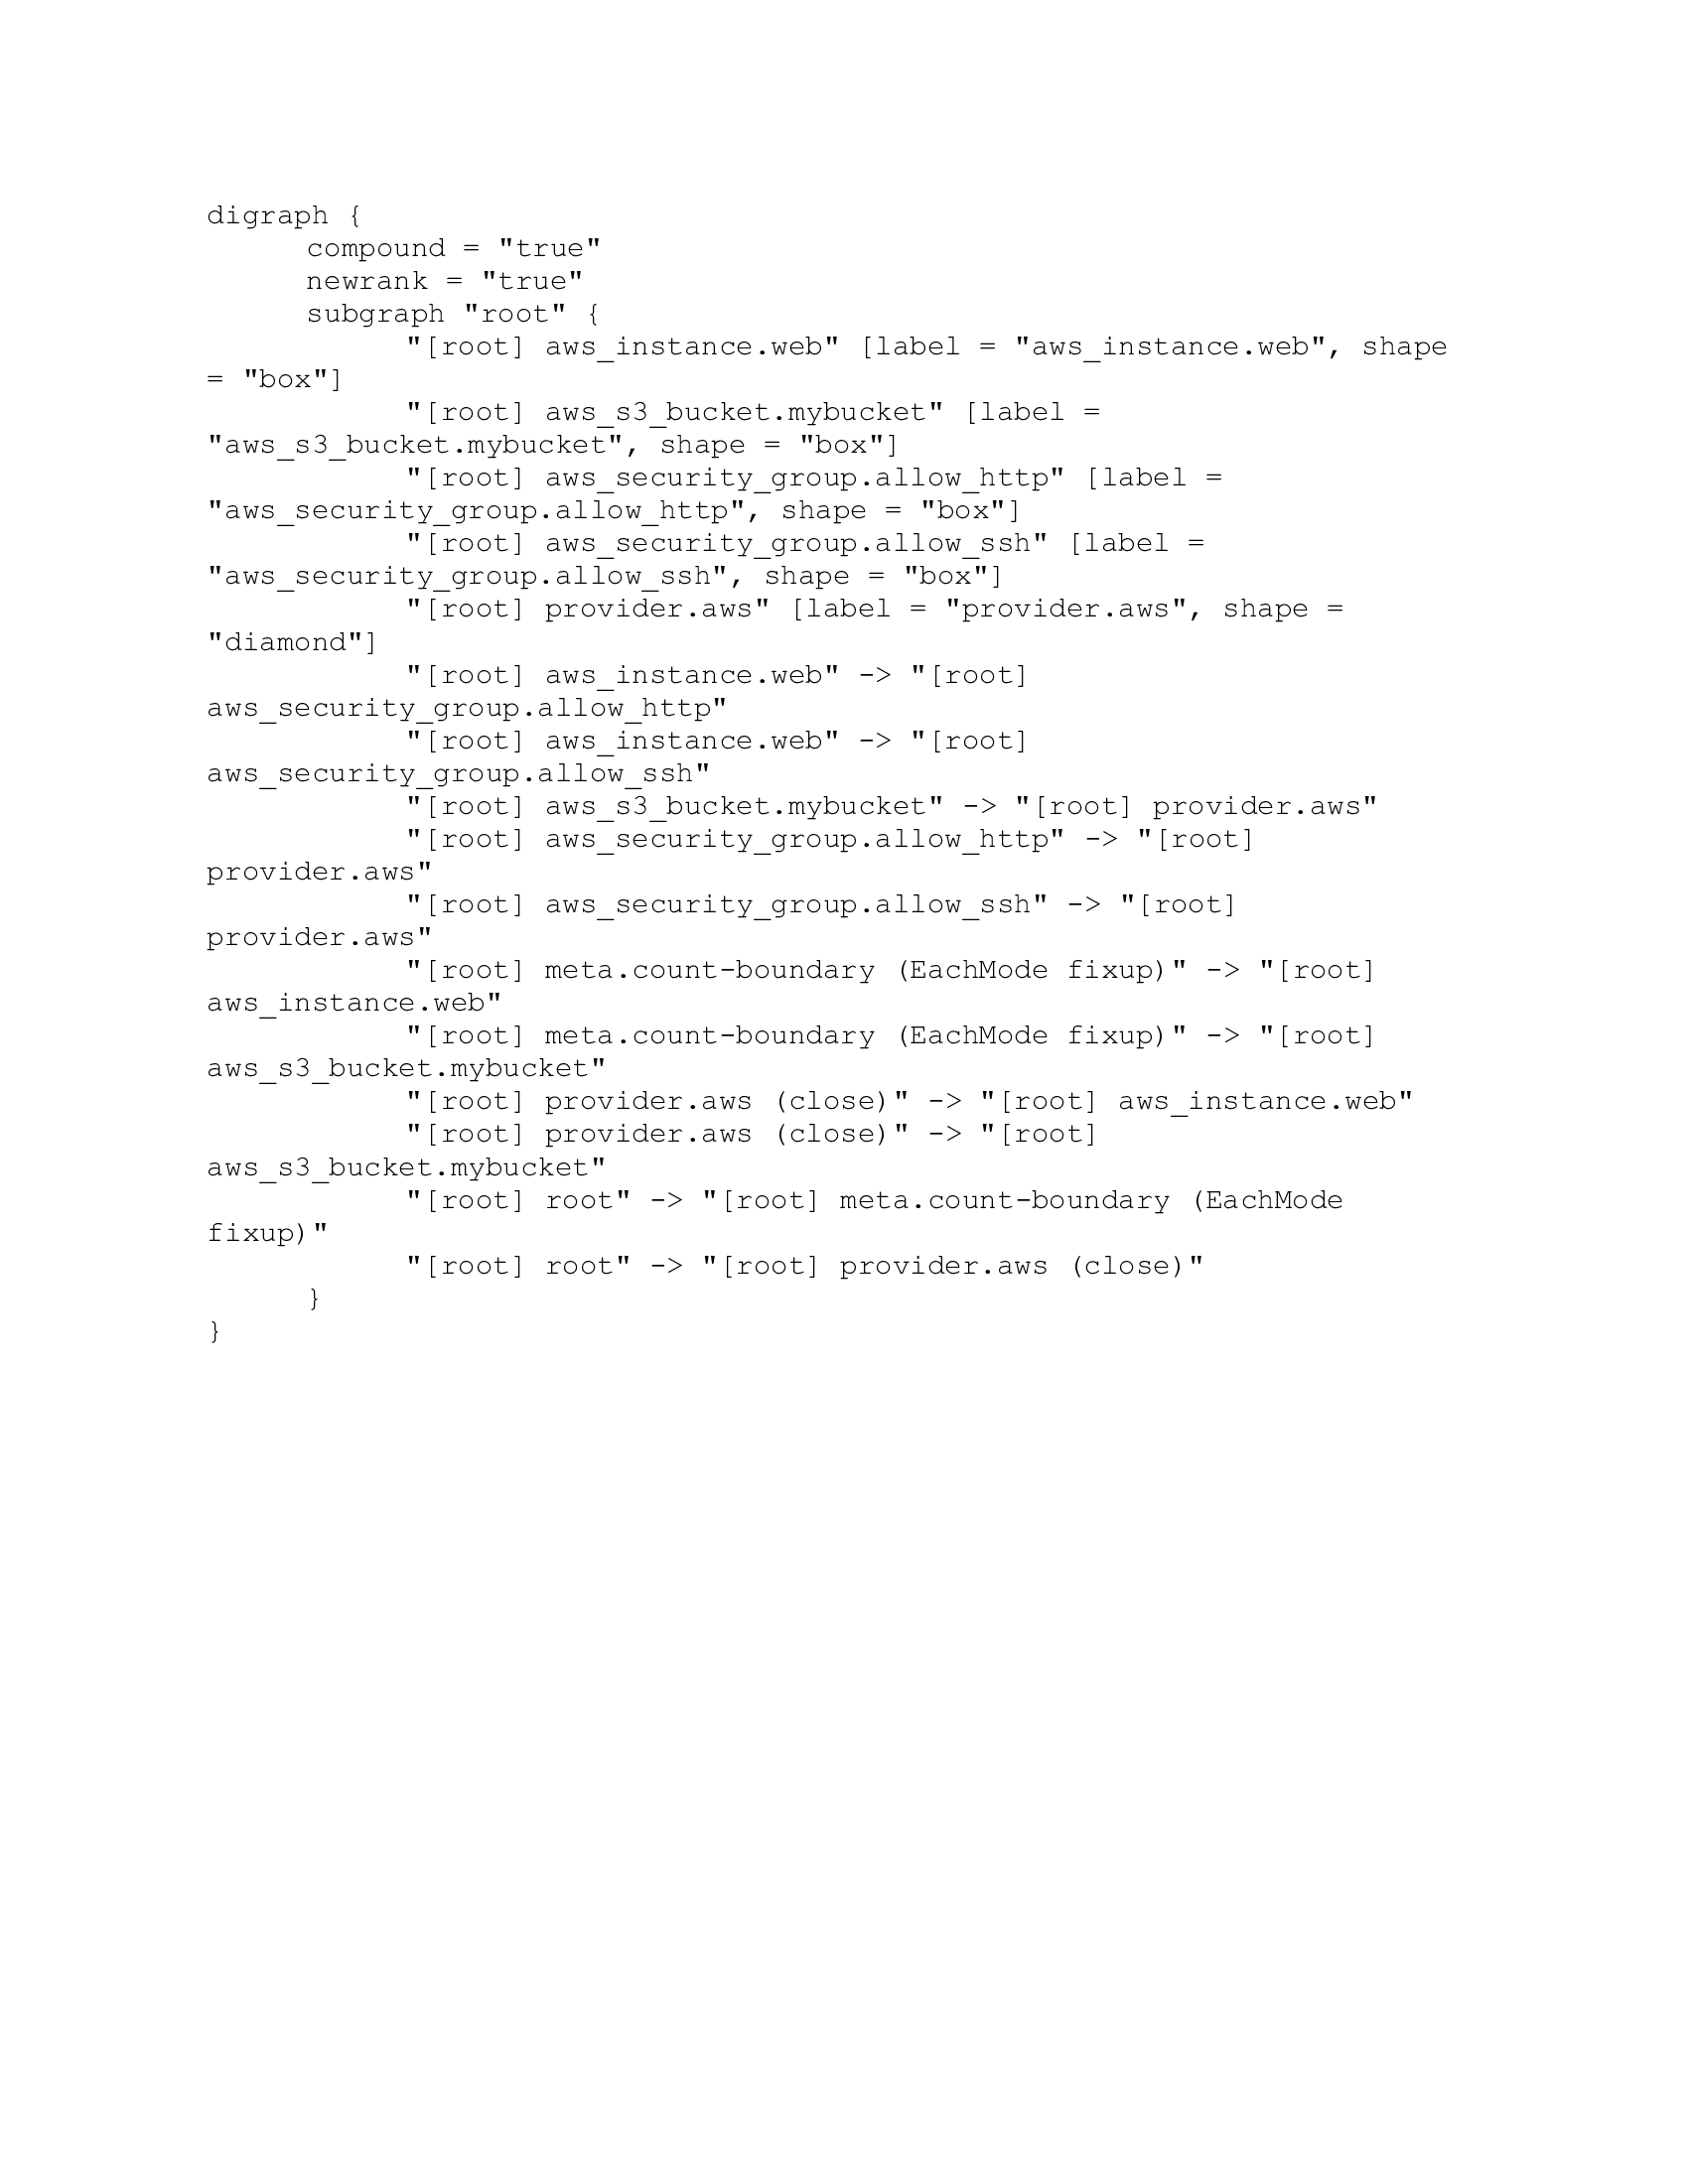 digraph {
compound = "true"
newrank = "true"
subgraph "root" {
"[root] aws_instance.web" [label = "aws_instance.web", shape
= "box"]
"[root] aws_s3_bucket.mybucket" [label =
"aws_s3_bucket.mybucket", shape = "box"]
"[root] aws_security_group.allow_http" [label =
"aws_security_group.allow_http", shape = "box"]
"[root] aws_security_group.allow_ssh" [label =
"aws_security_group.allow_ssh", shape = "box"]
"[root] provider.aws" [label = "provider.aws", shape =
"diamond"]
"[root] aws_instance.web" -> "[root]
aws_security_group.allow_http"
"[root] aws_instance.web" -> "[root]
aws_security_group.allow_ssh"
"[root] aws_s3_bucket.mybucket" -> "[root] provider.aws"
"[root] aws_security_group.allow_http" -> "[root]
provider.aws"
"[root] aws_security_group.allow_ssh" -> "[root]
provider.aws"
"[root] meta.count-boundary (EachMode fixup)" -> "[root]
aws_instance.web"
"[root] meta.count-boundary (EachMode fixup)" -> "[root]
aws_s3_bucket.mybucket"
"[root] provider.aws (close)" -> "[root] aws_instance.web"
"[root] provider.aws (close)" -> "[root]
aws_s3_bucket.mybucket"
"[root] root" -> "[root] meta.count-boundary (EachMode
fixup)"
"[root] root" -> "[root] provider.aws (close)"
}
}